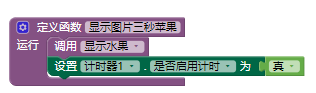 定义函数 显示图片三秒苹果
运行 调用 显示水果
设置 计时器1 . 是否启用计时 为 真